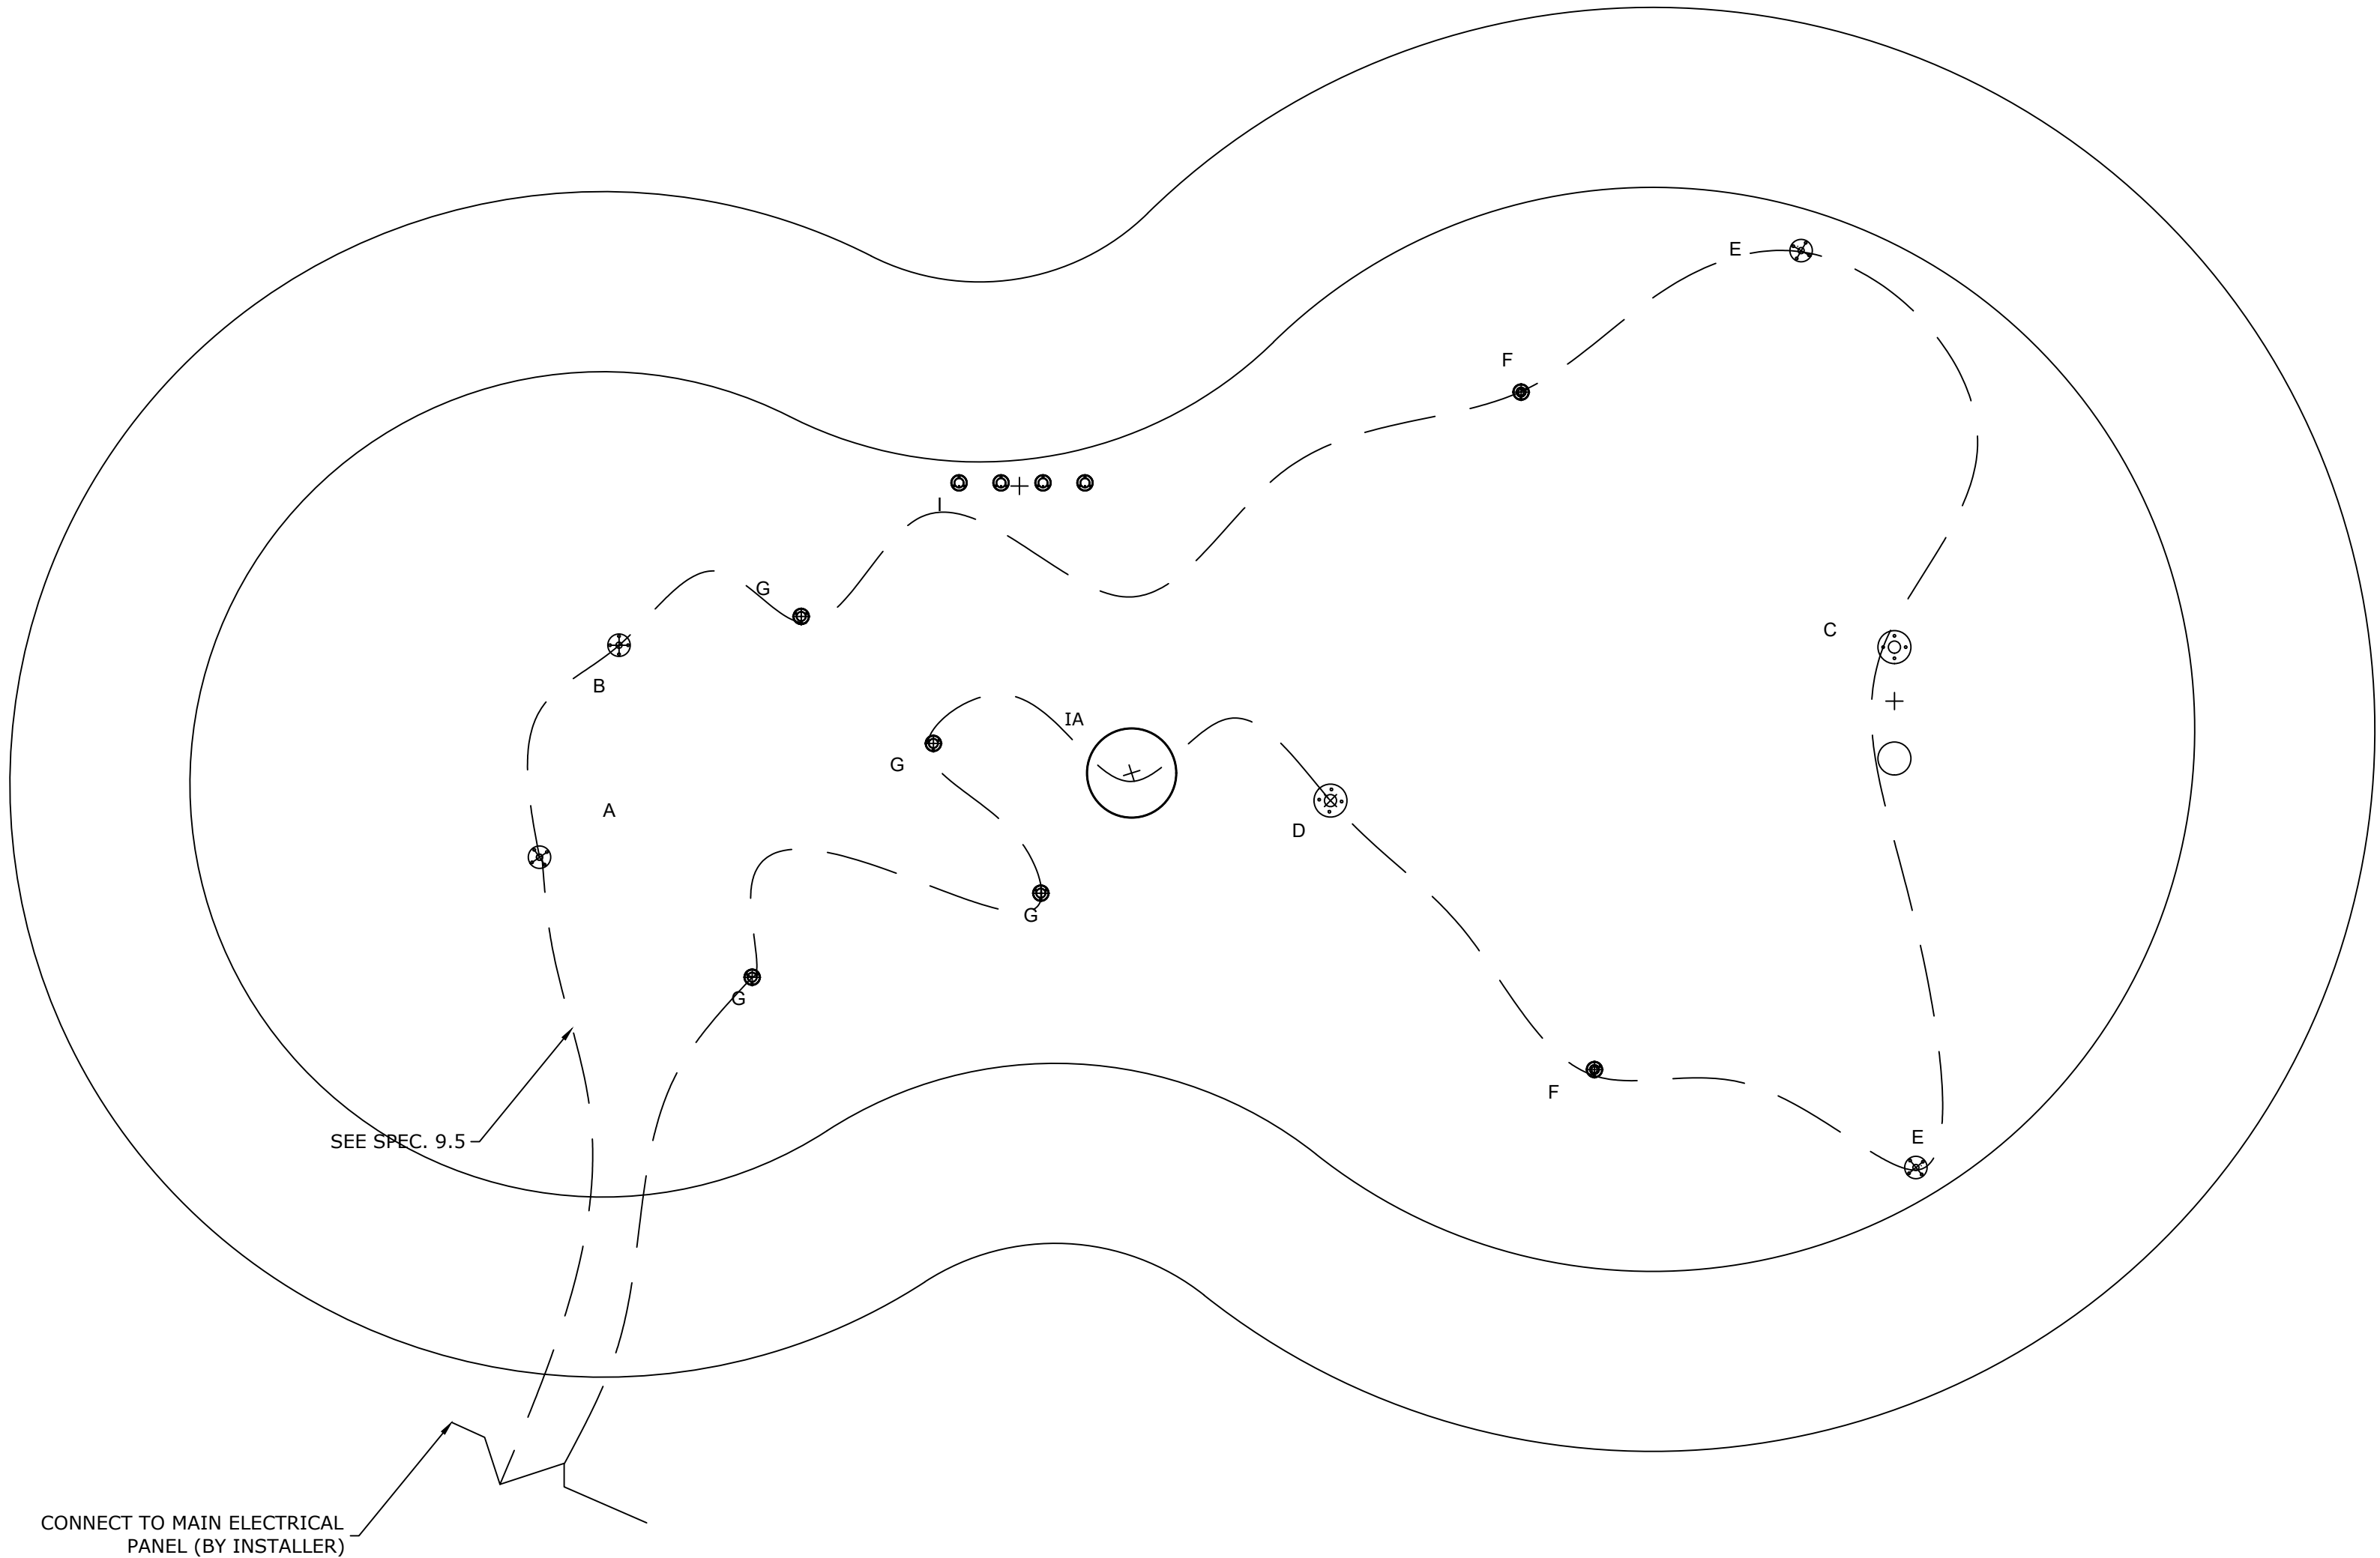 E
F
I
G
C
B
IA
G
A
D
G
G
F
E
SEE SPEC. 9.5
CONNECT TO MAIN ELECTRICAL
PANEL (BY INSTALLER)